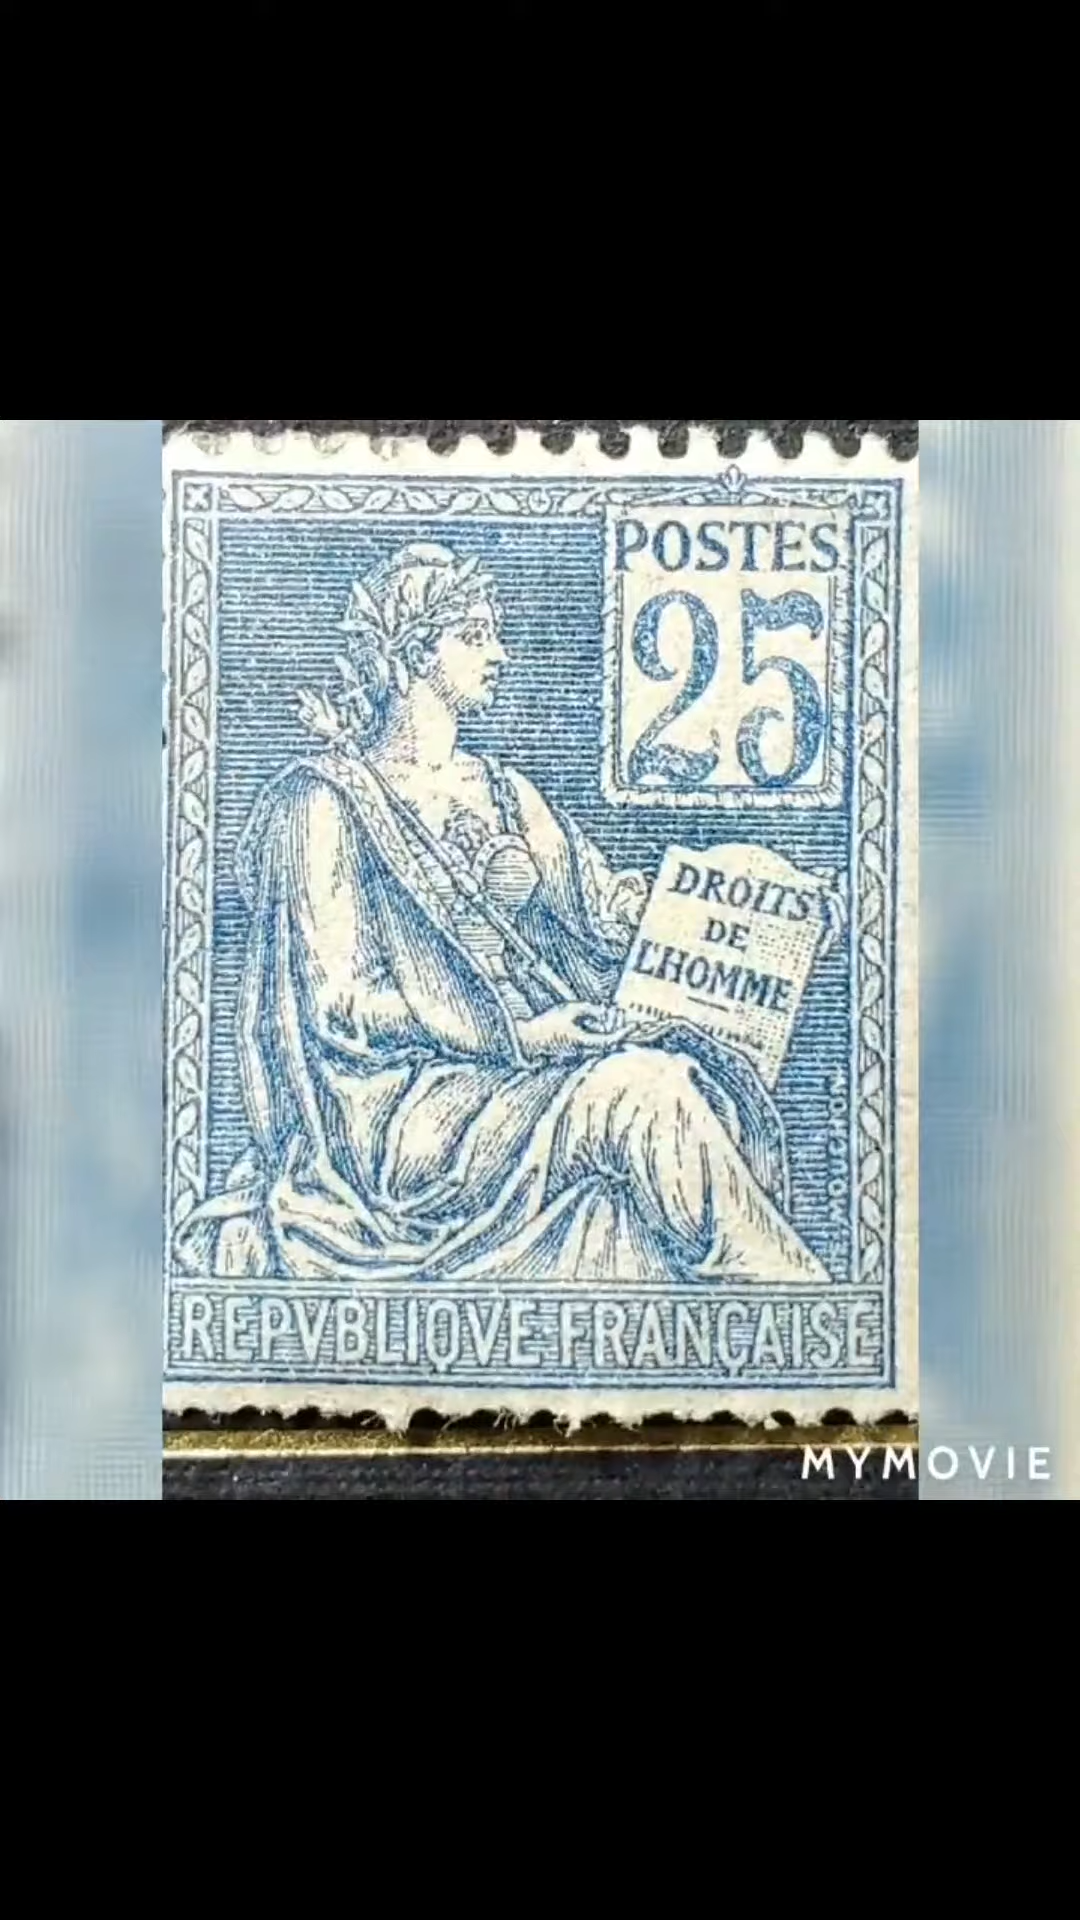 POSTES
25
DROITS
DE
L'HOMME
REPVBLIQVE FRANÇAISE
MYMOVIE